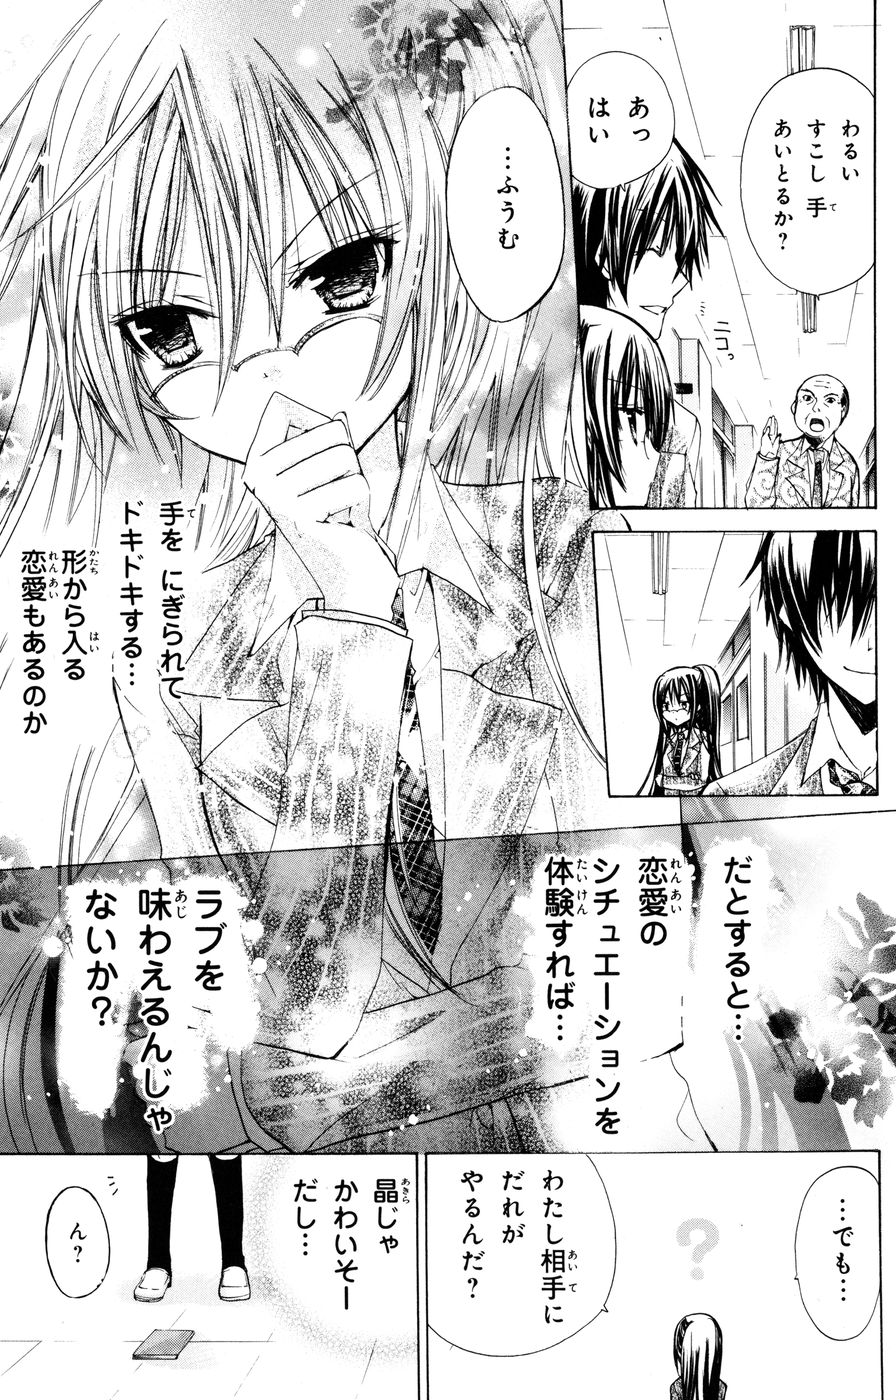 わるい
すこし手
あいとるか?
あっ
はい
ニコっ
…ふうむ
手を にぎられて
ドキドキする…
形から入る
恋愛もあるのか
だとすると…
恋愛の
シチュエーションを
体験すれば…
ラブを
味わえるんじゃ
ないか?
…でも…
?
わたし相手に
だれが
やるんだ?
晶じゃ
かわいそー
だし…
ん?